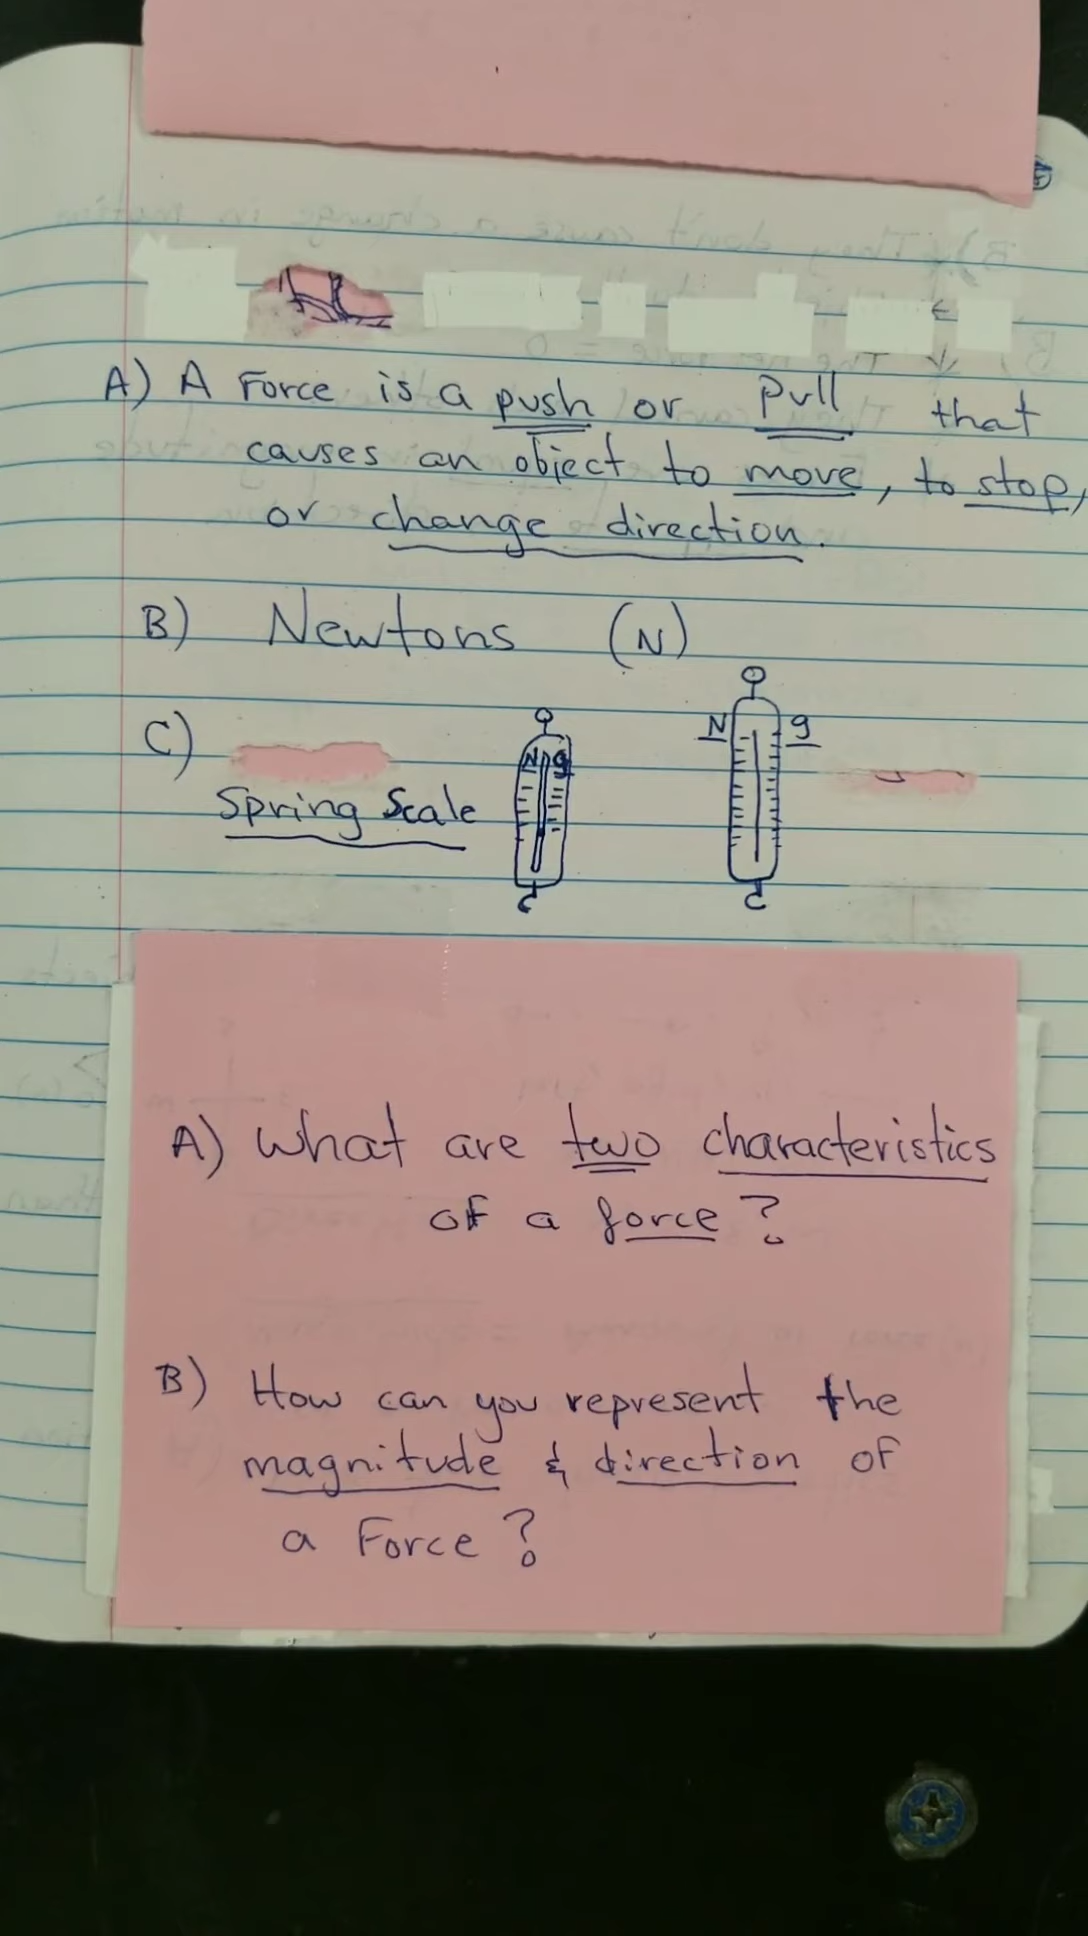 A) A Force is a push or Pull that
causes an object to move, to stop,
or change direction.
B) Newtons (N)
C)
Spring Scale
N g
N g
A) What are two characteristics
of a force?
B) How can you represent the
magnitude & direction of
a Force?